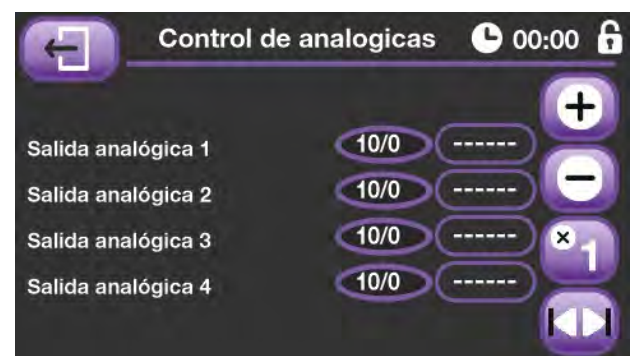 Control de analogicas 00:00
Salida analógica 1 10/0 ------
Salida analógica 2 10/0 ------
Salida analógica 3 10/0 ------
Salida analógica 4 10/0 ------
+
-
×1